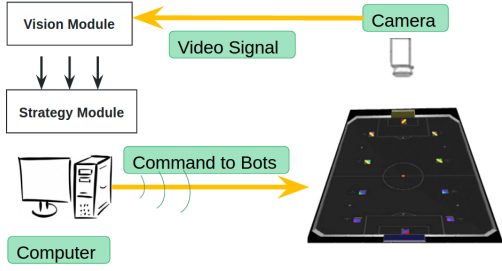 Vision Module
Camera
Video Signal
Strategy Module
Command to Bots
Computer